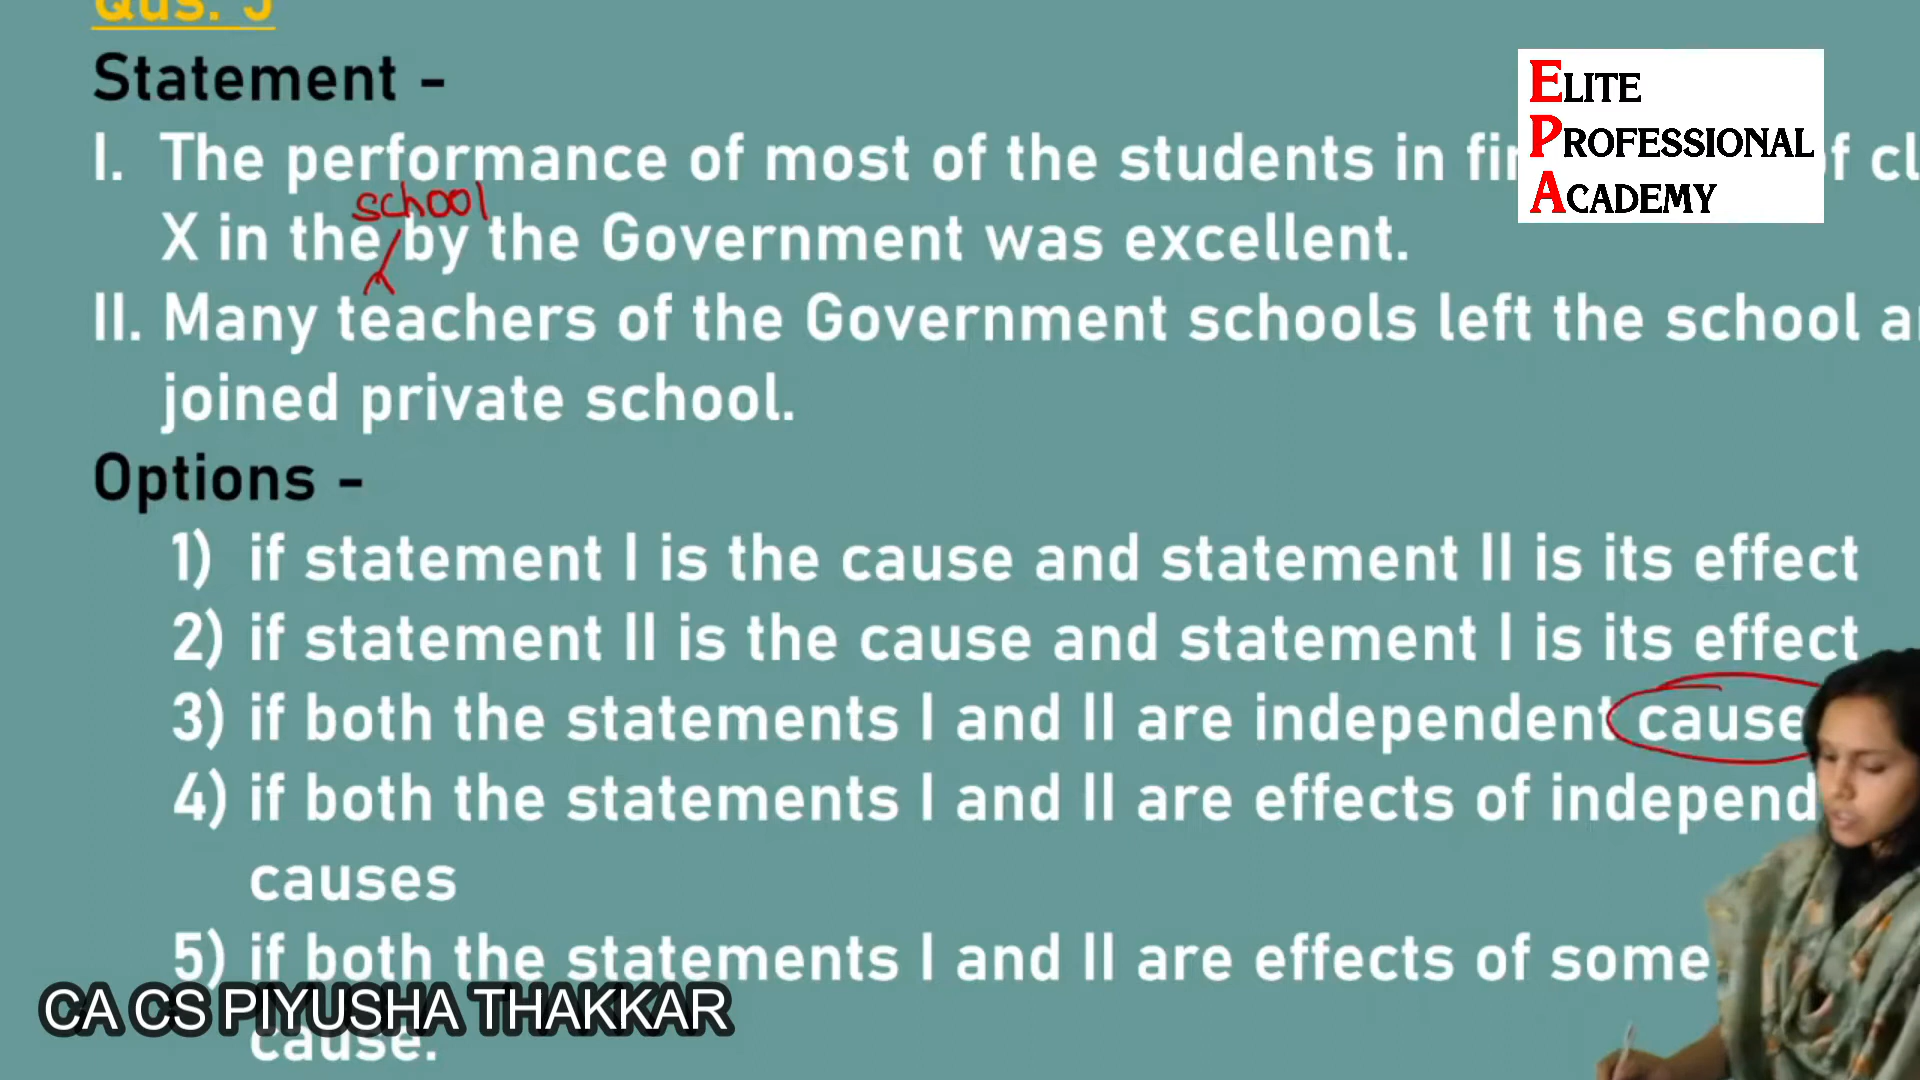 Qus. 5
Statement -
I. The performance of most of the students in of
school
X in the by the Government was excellent.
II. Many teachers of the Government schools left the school
joined private school.
Options -
1) if statement I is the cause and statement II is its effect
2) if statement II is the cause and statement I is its effect
3) if both the statements I and II are independent cause
4) if both the statements I and II are effects of independ
causes
5) if both the statements I and II are effects of some
cause.
ELITE
PROFESSIONAL
ACADEMY
CA CS PIYUSHA THAKKAR